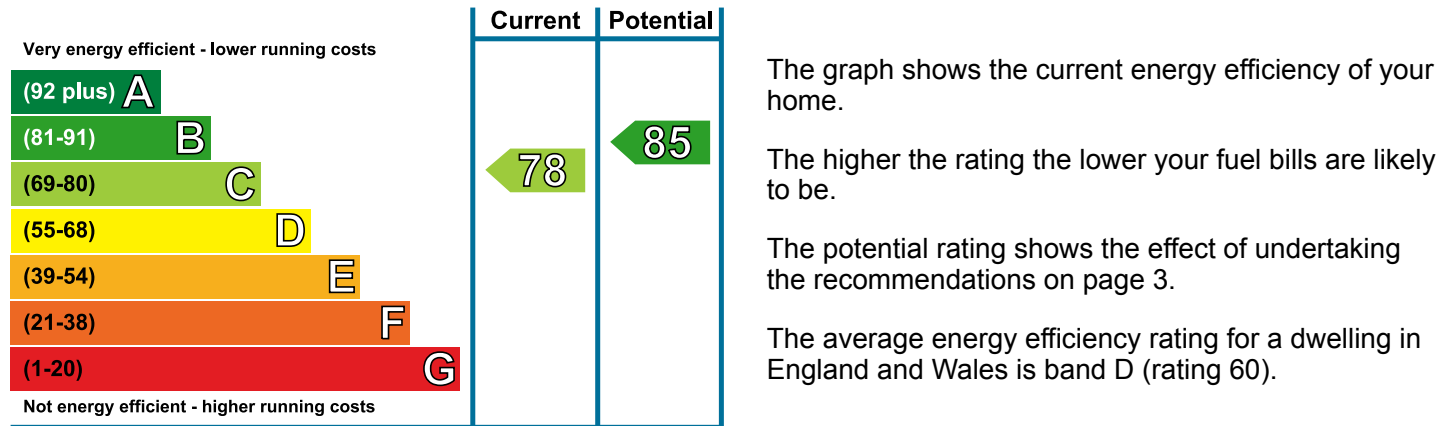 Current Potential
Very energy efficient - lower running costs
(92 plus) A
(81-91) B
85
(69-80) C
78
(55-68) D
(39-54) E
(21-38) F
(1-20) G
Not energy efficient - higher running costs
The graph shows the current energy efficiency of your
home.
The higher the rating the lower your fuel bills are likely
to be.
The potential rating shows the effect of undertaking
the recommendations on page 3.
The average energy efficiency rating for a dwelling in
England and Wales is band D (rating 60).